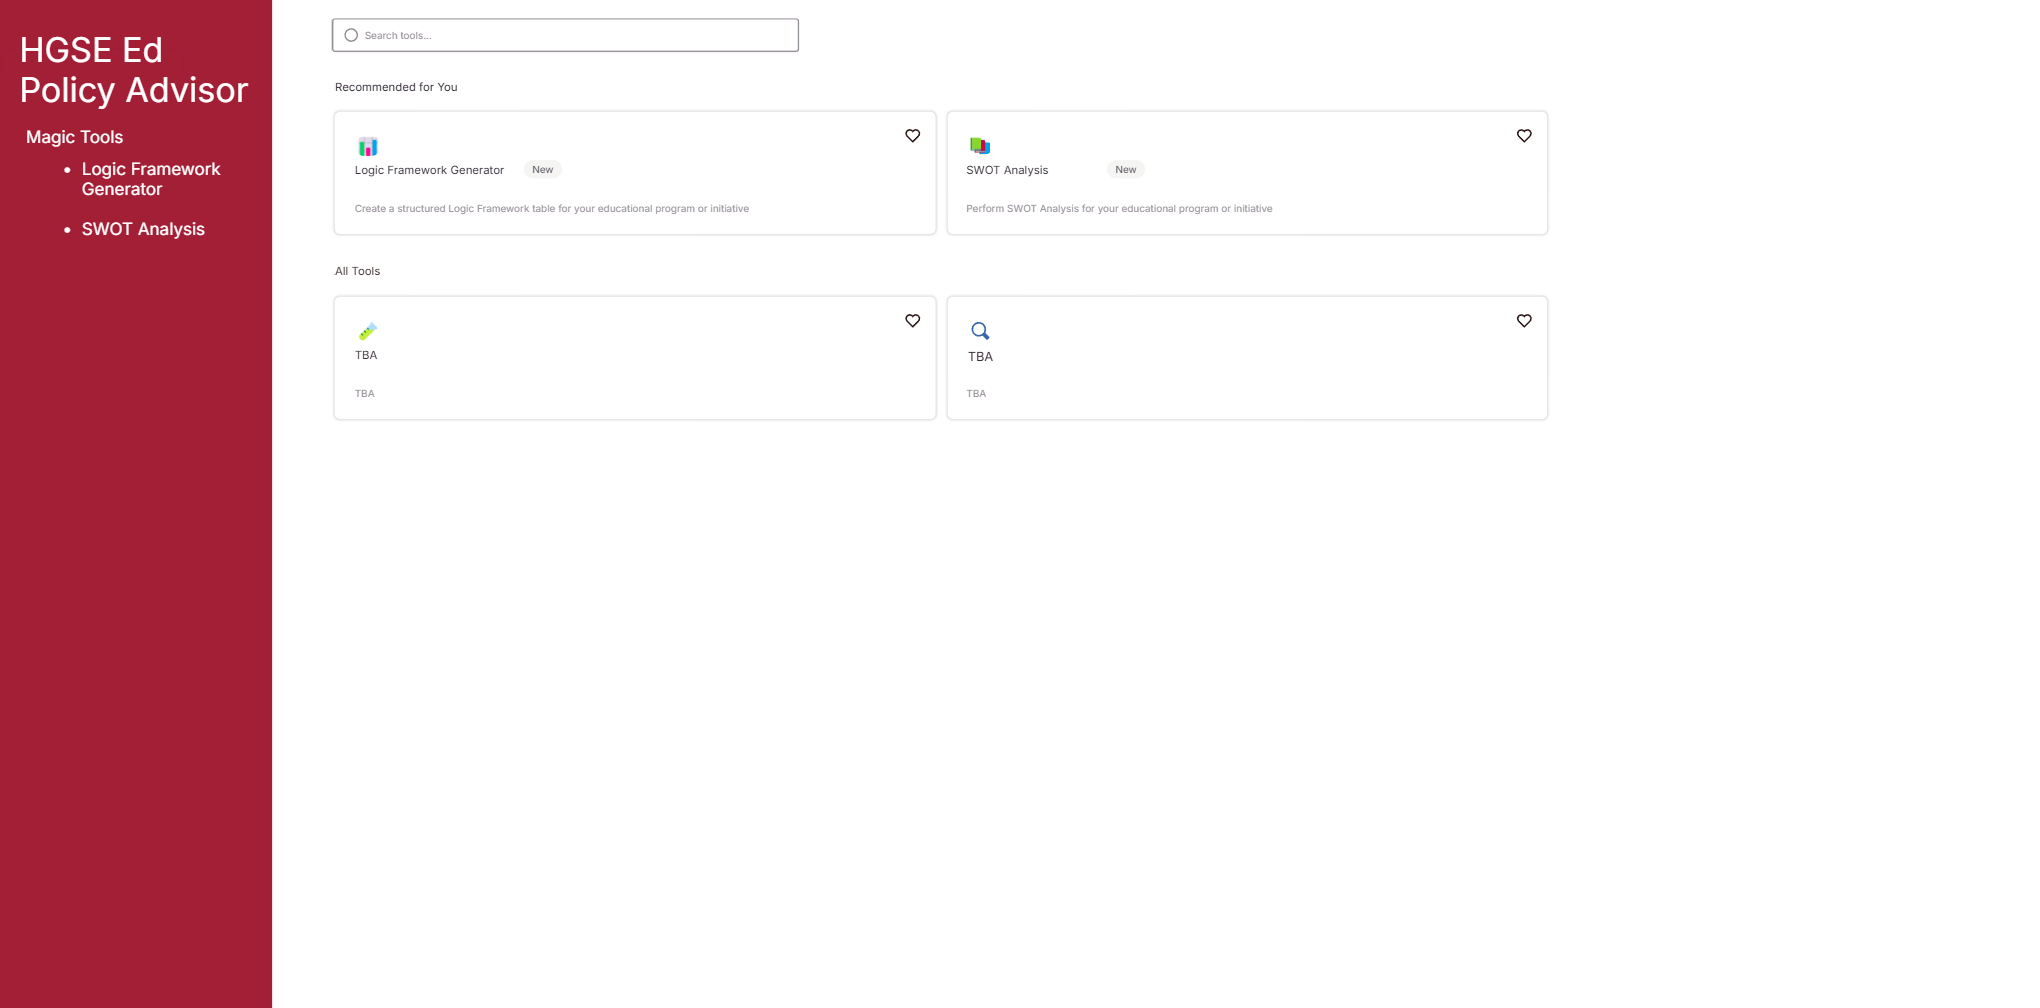 HGSE Ed
Policy Advisor
Magic Tools
Logic Framework
Generator
SWOT Analysis
Search tools...
Recommended for You
Logic Framework Generator New
Create a structured Logic Framework table for your educational program or initiative
SWOT Analysis New
Perform SWOT Analysis for your educational program or initiative
All Tools
TBA
TBA
TBA
TBA